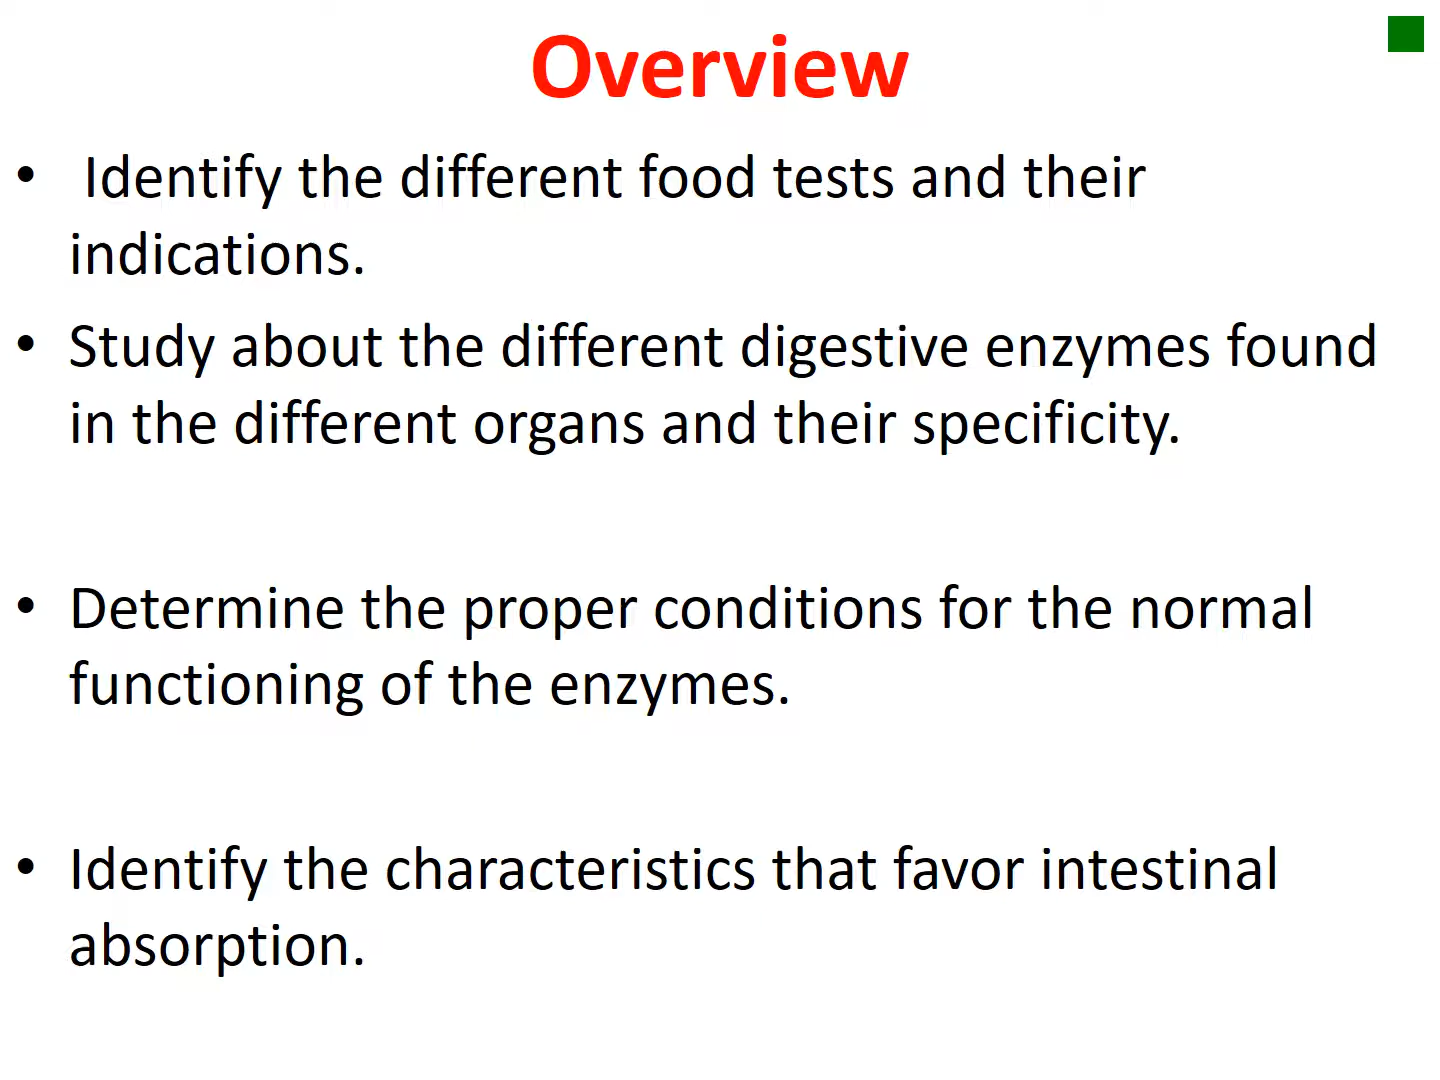 Overview
• Identify the different food tests and their
indications.
• Study about the different digestive enzymes found
in the different organs and their specificity.
• Determine the proper conditions for the normal
functioning of the enzymes.
• Identify the characteristics that favor intestinal
absorption.